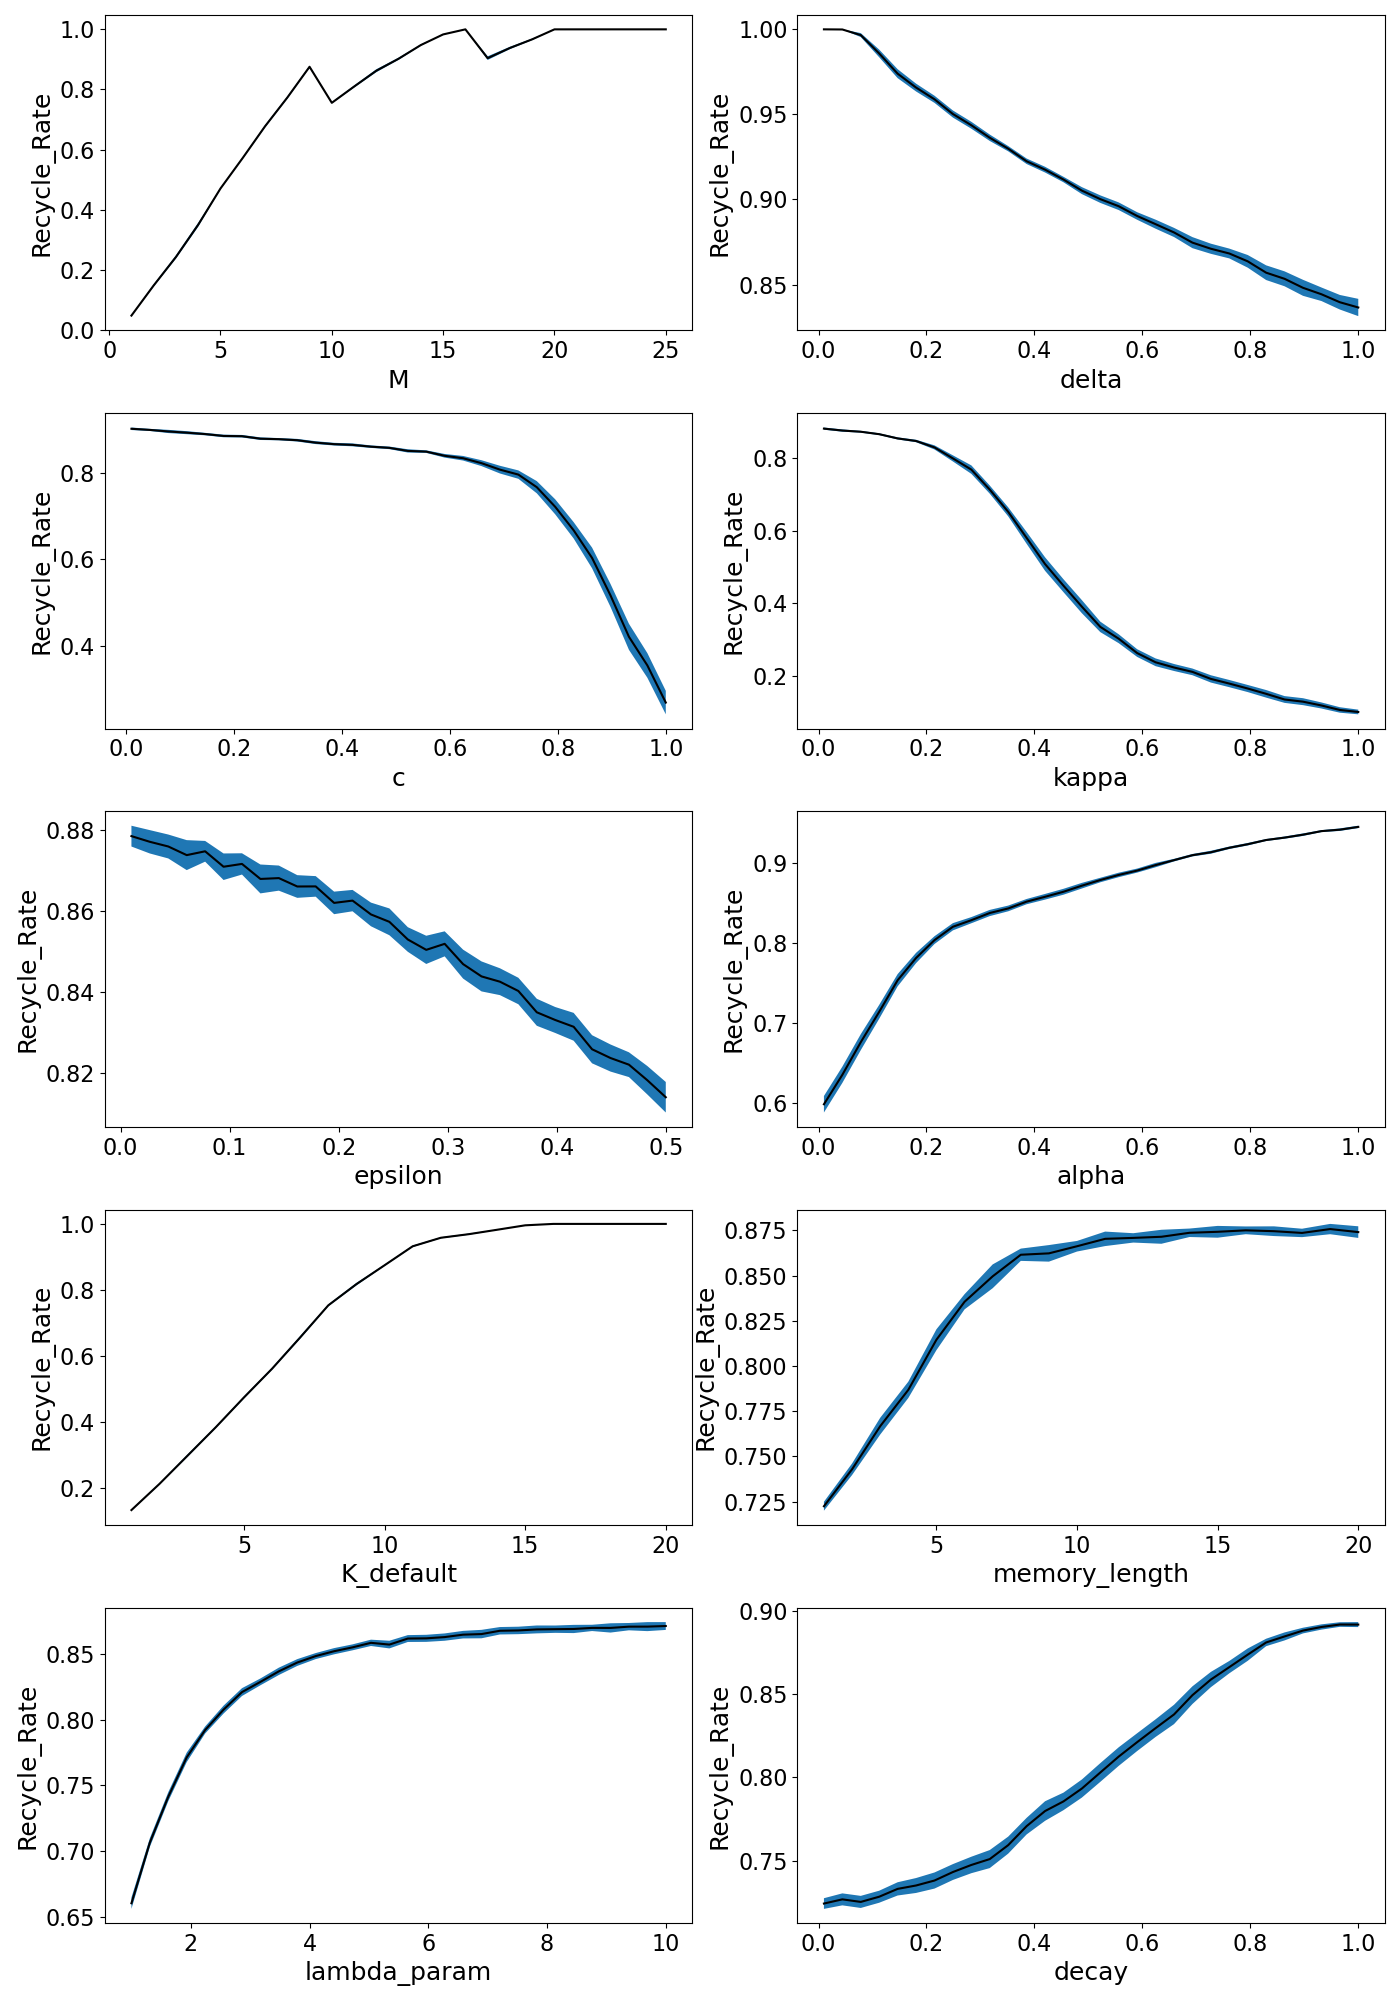 1.0
0.8
0.6
0.4
0.2
0.0
Recycle_Rate
0 5 10 15 20 25
M
1.00
0.95
0.90
0.85
Recycle_Rate
0.0 0.2 0.4 0.6 0.8 1.0
delta
0.8
0.6
0.4
Recycle_Rate
0.0 0.2 0.4 0.6 0.8 1.0
c
0.8
0.6
0.4
0.2
Recycle_Rate
0.0 0.2 0.4 0.6 0.8 1.0
kappa
0.88
0.86
0.84
0.82
Recycle_Rate
0.0 0.1 0.2 0.3 0.4 0.5
epsilon
0.9
0.8
0.7
0.6
Recycle_Rate
0.0 0.2 0.4 0.6 0.8 1.0
alpha
1.0
0.8
0.6
0.4
0.2
Recycle_Rate
5 10 15 20
K_default
0.875
0.850
0.825
0.800
0.775
0.750
0.725
Recycle_Rate
5 10 15 20
memory_length
0.85
0.80
0.75
0.70
0.65
Recycle_Rate
2 4 6 8 10
lambda_param
0.90
0.85
0.80
0.75
Recycle_Rate
0.0 0.2 0.4 0.6 0.8 1.0
decay